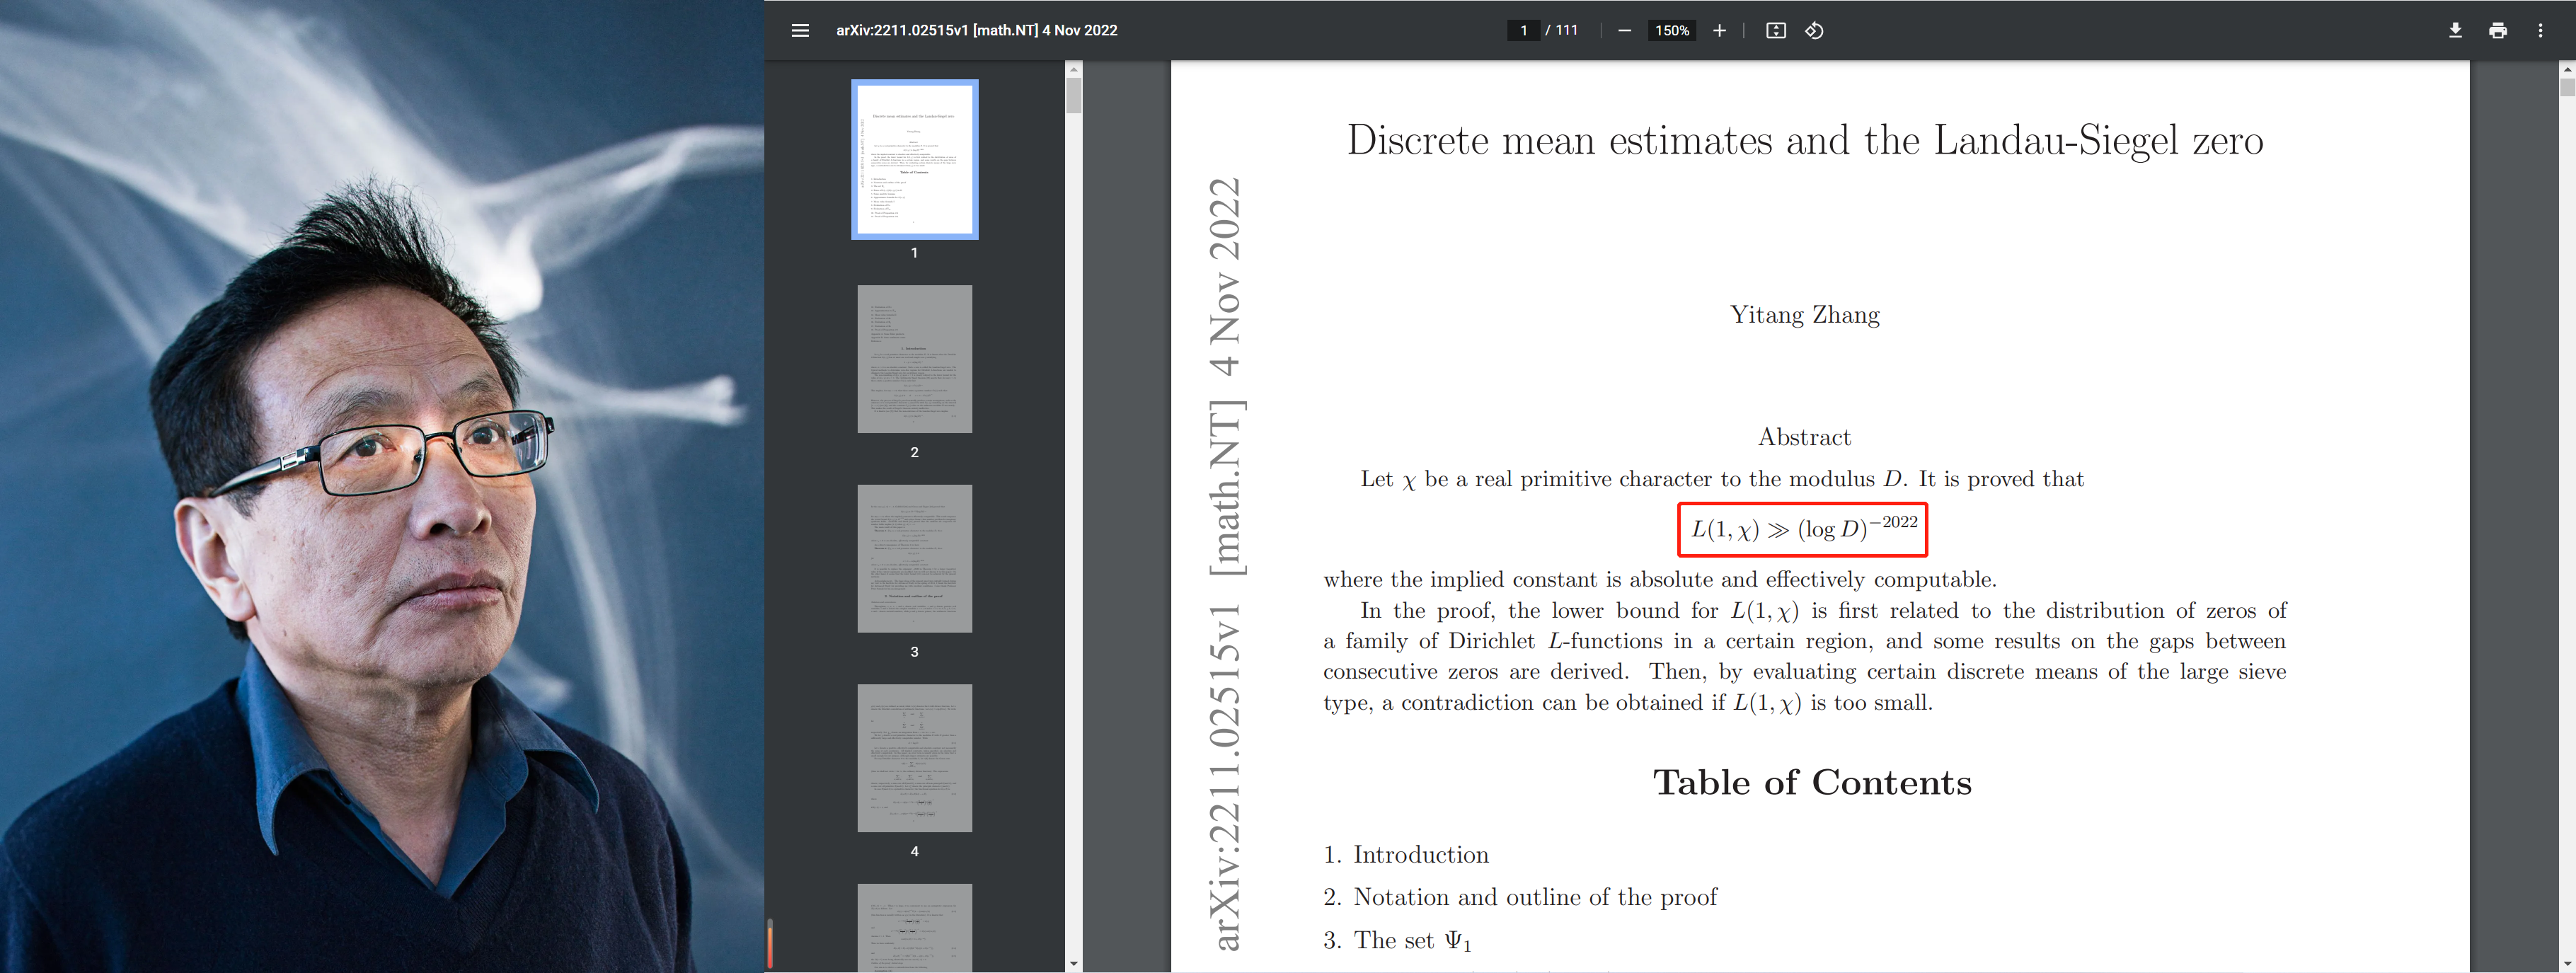 arXiv:2211.02515v1 [math.NT] 4 Nov 2022
1 / 111
150%
1
2
3
4
Discrete mean estimates and the Landau-Siegel zero
arXiv:2211.02515v1 [math.NT] 4 Nov 2022
Yitang Zhang
Abstract
Let χ be a real primitive character to the modulus D. It is proved that
L(1, χ) ≫ (log D)⁻²⁰²²
where the implied constant is absolute and effectively computable.
In the proof, the lower bound for L(1, χ) is first related to the distribution of zeros of
a family of Dirichlet L-functions in a certain region, and some results on the gaps between
consecutive zeros are derived. Then, by evaluating certain discrete means of the large sieve
type, a contradiction can be obtained if L(1, χ) is too small.
Table of Contents
1. Introduction
2. Notation and outline of the proof
3. The set Ψ₁